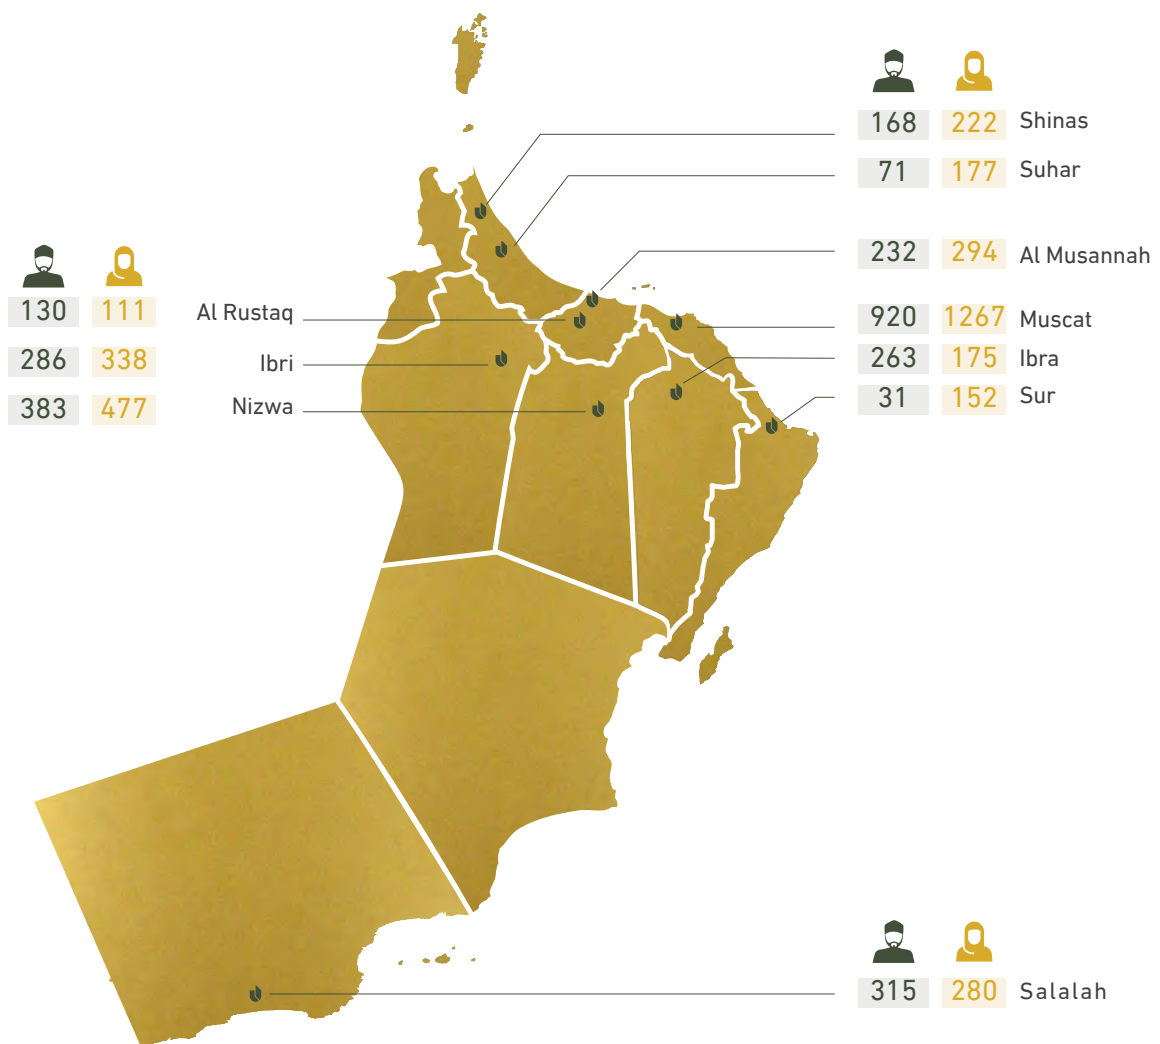 168 222 Shinas
71 177 Suhar
232 294 Al Musannah
130 111 Al Rustaq
920 1267 Muscat
286 338 Ibri
263 175 Ibra
31 152 Sur
383 477 Nizwa
315 280 Salalah